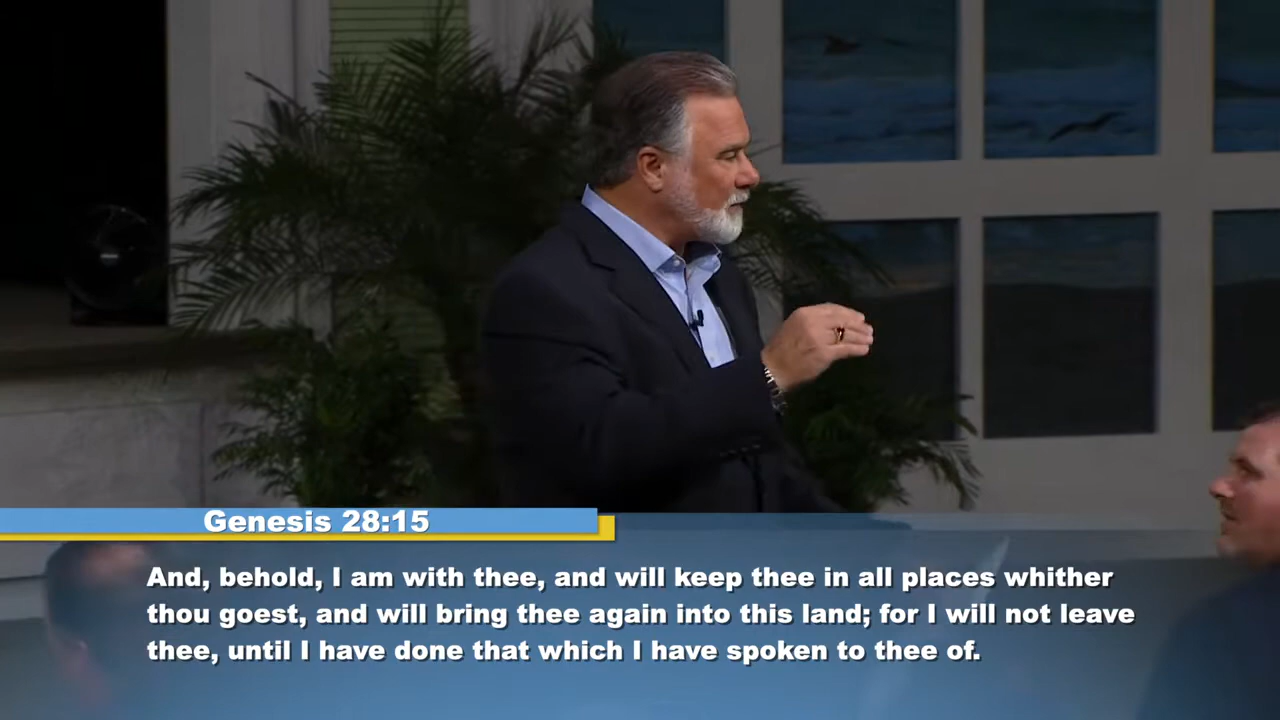 Genesis 28:15
And, behold, I am with thee, and will keep thee in all places whither
thou goest, and will bring thee again into this land; for I will not leave
thee, until I have done that which I have spoken to thee of.